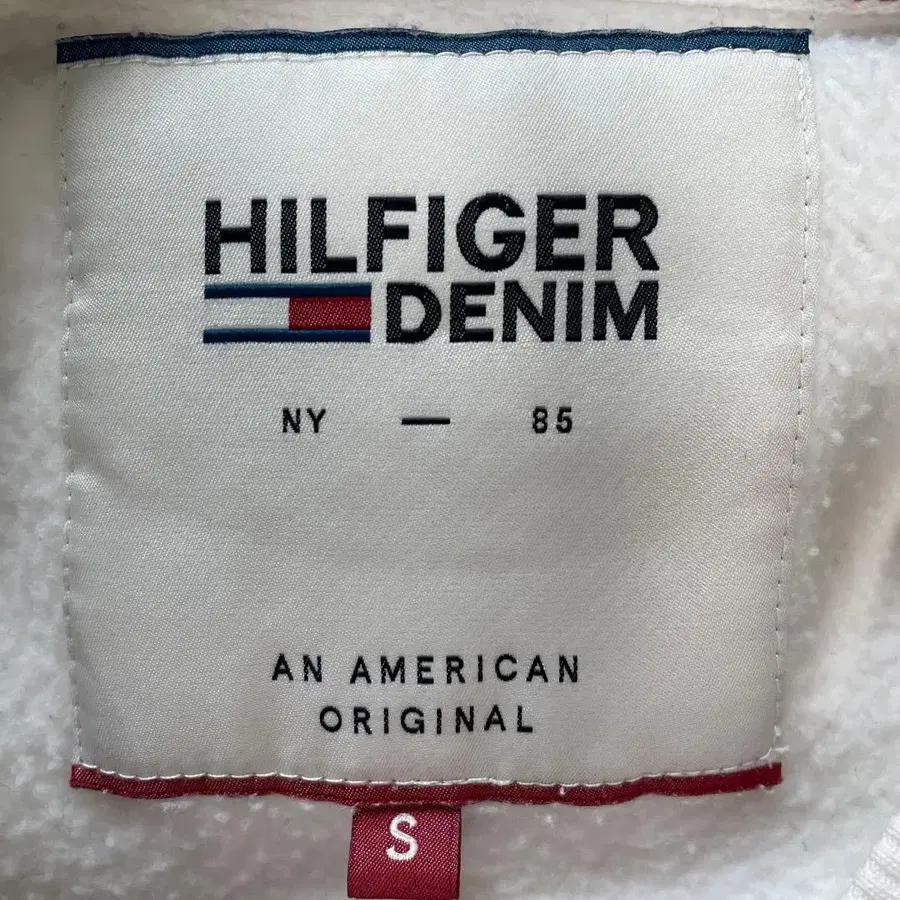 HILFIGER
DENIM
NY — 85
AN AMERICAN
ORIGINAL
S